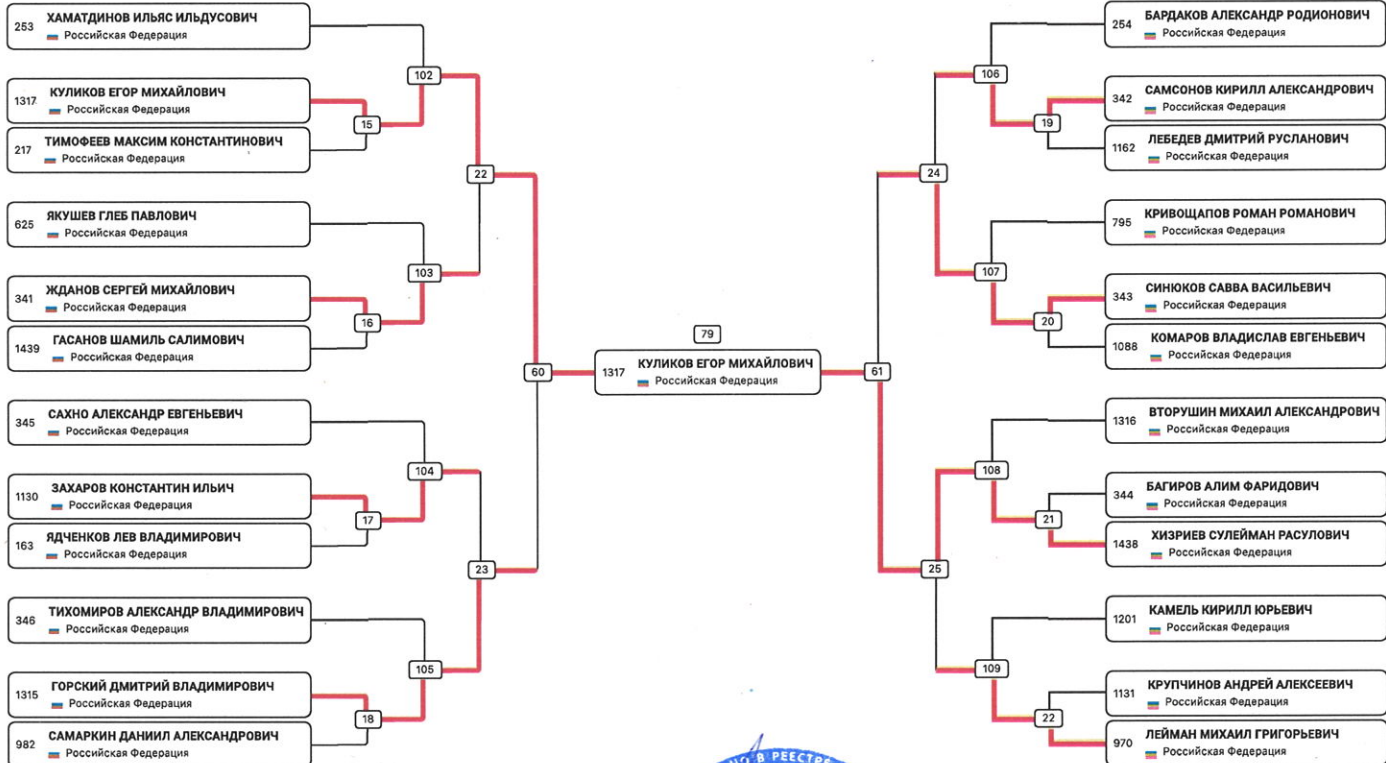 253 ХАМАТДИНОВ ИЛЬЯС ИЛЬДУСОВИЧ
Российская Федерация
102
1317 КУЛИКОВ ЕГОР МИХАЙЛОВИЧ
Российская Федерация
15
217 ТИМОФЕЕВ МАКСИМ КОНСТАНТИНОВИЧ
Российская Федерация
22
625 ЯКУШЕВ ГЛЕБ ПАВЛОВИЧ
Российская Федерация
103
341 ЖДАНОВ СЕРГЕЙ МИХАЙЛОВИЧ
Российская Федерация
16
1439 ГАСАНОВ ШАМИЛЬ САЛИМОВИЧ
Российская Федерация
60
345 САХНО АЛЕКСАНДР ЕВГЕНЬЕВИЧ
Российская Федерация
104
1130 ЗАХАРОВ КОНСТАНТИН ИЛЬИЧ
Российская Федерация
17
163 ЯДЧЕНКОВ ЛЕВ ВЛАДИМИРОВИЧ
Российская Федерация
23
346 ТИХОМИРОВ АЛЕКСАНДР ВЛАДИМИРОВИЧ
Российская Федерация
105
1315 ГОРСКИЙ ДМИТРИЙ ВЛАДИМИРОВИЧ
Российская Федерация
18
982 САМАРКИН ДАНИИЛ АЛЕКСАНДРОВИЧ
Российская Федерация
79
1317 КУЛИКОВ ЕГОР МИХАЙЛОВИЧ
Российская Федерация
254 БАРДАКОВ АЛЕКСАНДР РОДИОНОВИЧ
Российская Федерация
106
342 САМСОНОВ КИРИЛЛ АЛЕКСАНДРОВИЧ
Российская Федерация
19
1162 ЛЕБЕДЕВ ДМИТРИЙ РУСЛАНОВИЧ
Российская Федерация
24
795 КРИВОЩАПОВ РОМАН РОМАНОВИЧ
Российская Федерация
107
343 СИНЮКОВ САВВА ВАСИЛЬЕВИЧ
Российская Федерация
20
1088 КОМАРОВ ВЛАДИСЛАВ ЕВГЕНЬЕВИЧ
Российская Федерация
61
1316 ВТОРУШИН МИХАИЛ АЛЕКСАНДРОВИЧ
Российская Федерация
108
344 БАГИРОВ АЛИМ ФАРИДОВИЧ
Российская Федерация
21
1438 ХИЗРИЕВ СУЛЕЙМАН РАСУЛОВИЧ
Российская Федерация
25
1201 КАМЕЛЬ КИРИЛЛ ЮРЬЕВИЧ
Российская Федерация
109
1131 КРУПЧИНОВ АНДРЕЙ АЛЕКСЕЕВИЧ
Российская Федерация
22
970 ЛЕЙМАН МИХАИЛ ГРИГОРЬЕВИЧ
Российская Федерация
В РЕЕСТРЕ